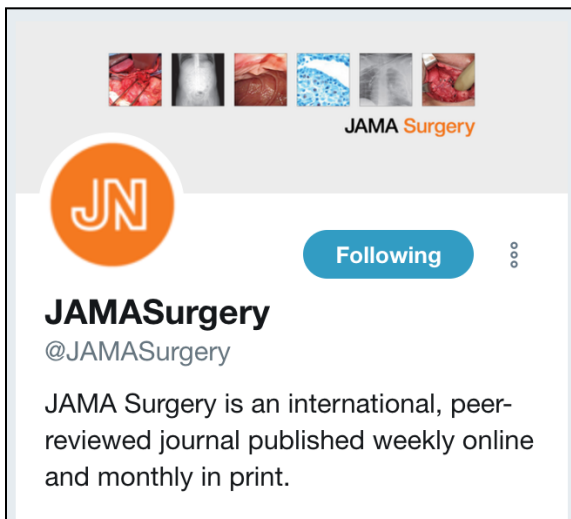 JAMA Surgery
JN
Following
JAMASurgery
@JAMASurgery
JAMA Surgery is an international, peer-
reviewed journal published weekly online
and monthly in print.